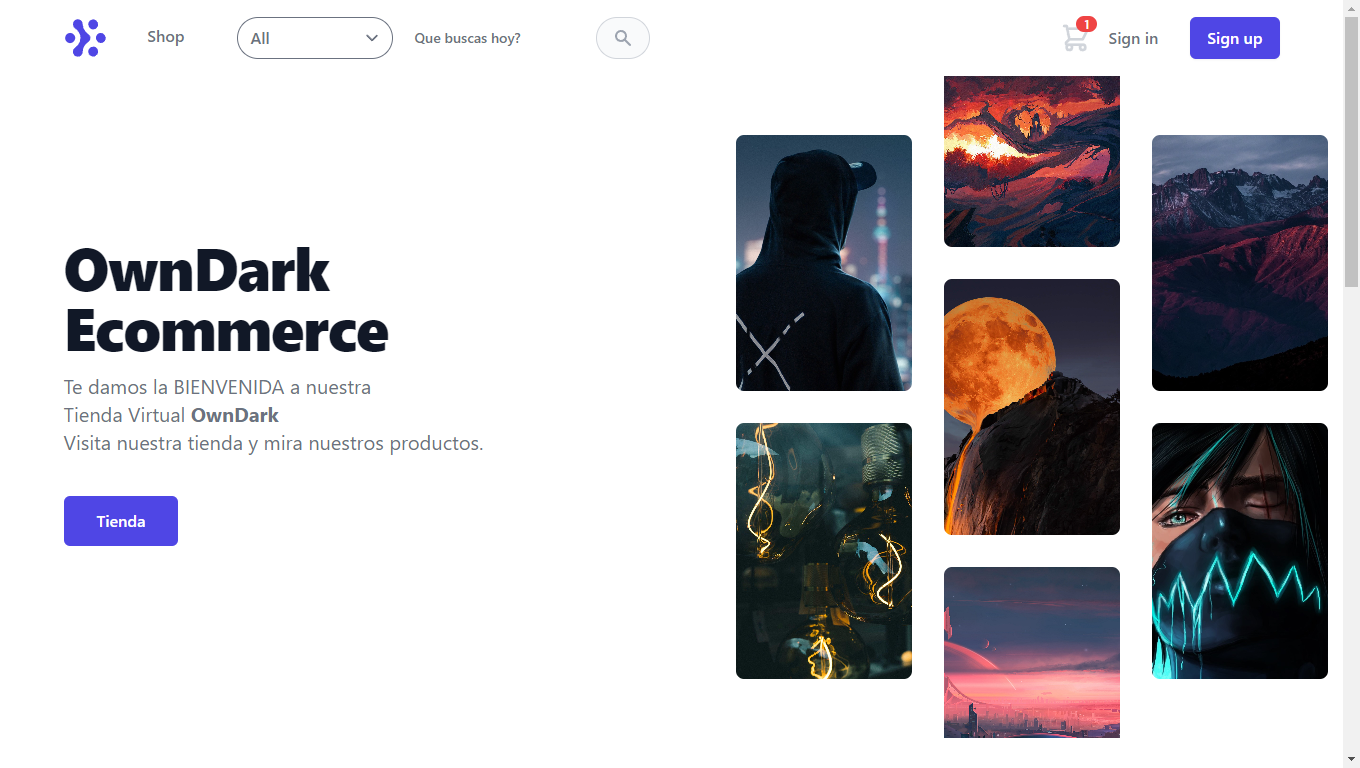 Shop
All
Que buscas hoy?
1
Sign in
Sign up
OwnDark
Ecommerce
Te damos la BIENVENIDA a nuestra
Tienda Virtual OwnDark
Visita nuestra tienda y mira nuestros productos.
Tienda